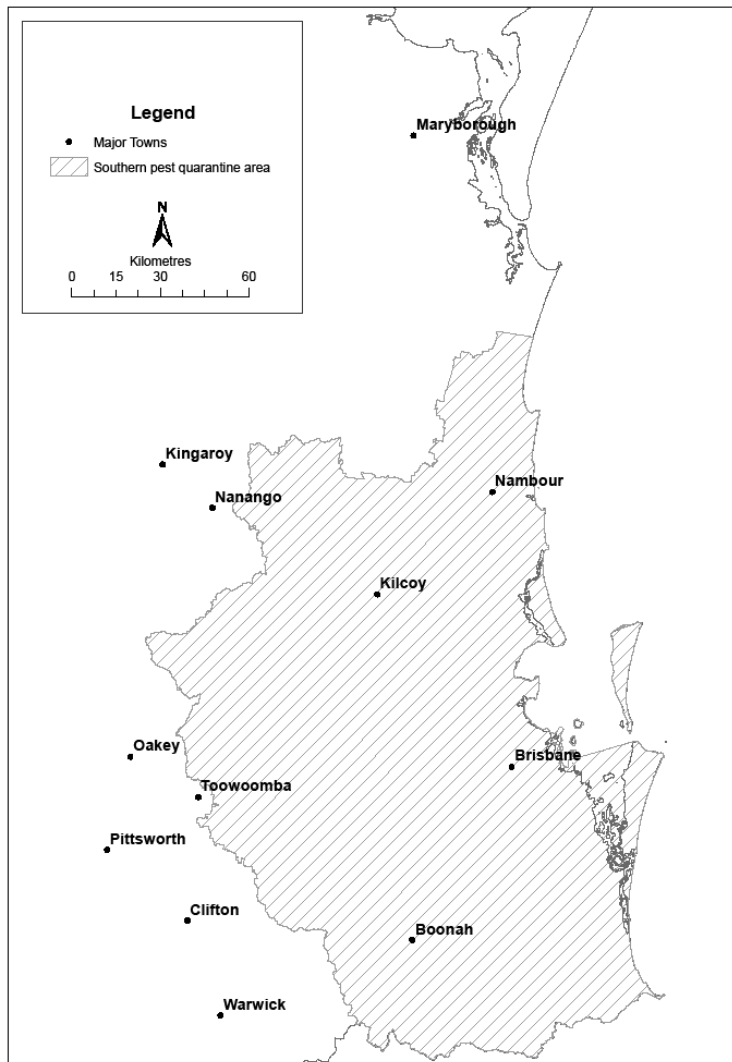 Legend
Major Towns
Southern pest quarantine area
N
Kilometres
0 15 30 60
Maryborough
Kingaroy
Nambour
Nanango
Kilcoy
Oakey
Brisbane
Toowoomba
Pittsworth
Clifton
Boonah
Warwick